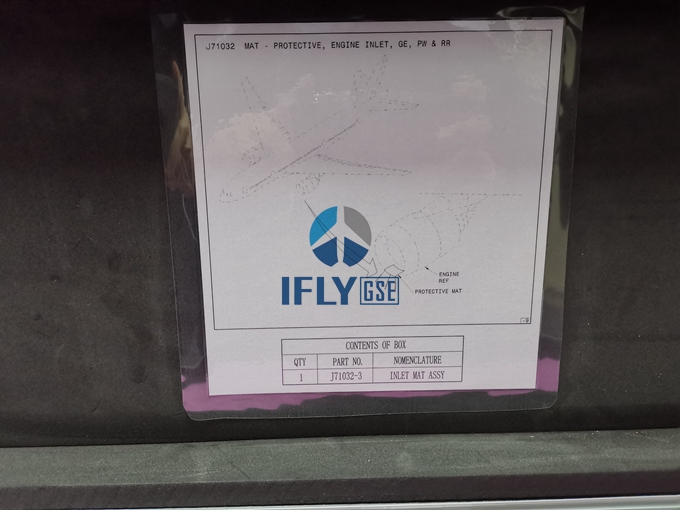 J71032 MAT - PROTECTIVE, ENGINE INLET, GE, PW & RR
IFLY GSE
ENGINE
REF
PROTECTIVE MAT
CONTENTS OF BOX
QTY PART NO. NOMENCLATURE
1 J71032-3 INLET MAT ASSY